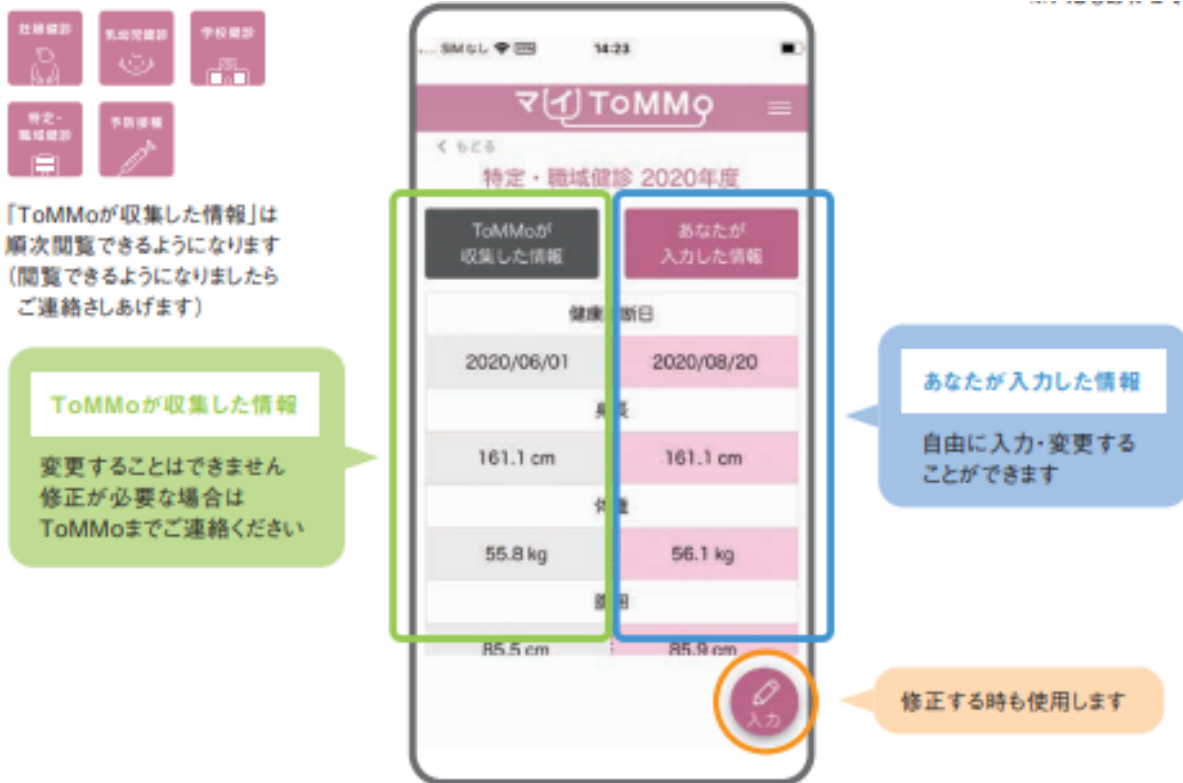 妊婦健診
乳幼児健診
学校健診
特定・
職域健診
予防接種
「ToMMoが収集した情報」は
順次閲覧できるようになります
(閲覧できるようになりましたら
ご連絡さしあげます)
ToMMoが収集した情報
変更することはできません
修正が必要な場合は
ToMMoまでご連絡ください
SIMなし
14:23
マイToMMo
もどる
特定・職域健診 2020年度
ToMMoが
収集した情報
あなたが
入力した情報
健康 断日
2020/06/01
2020/08/20
161.1 cm
161.1 cm
55.8 kg
56.1 kg
85.5 cm
85.9 cm
入力
あなたが入力した情報
自由に入力・変更する
ことができます
修正する時も使用します